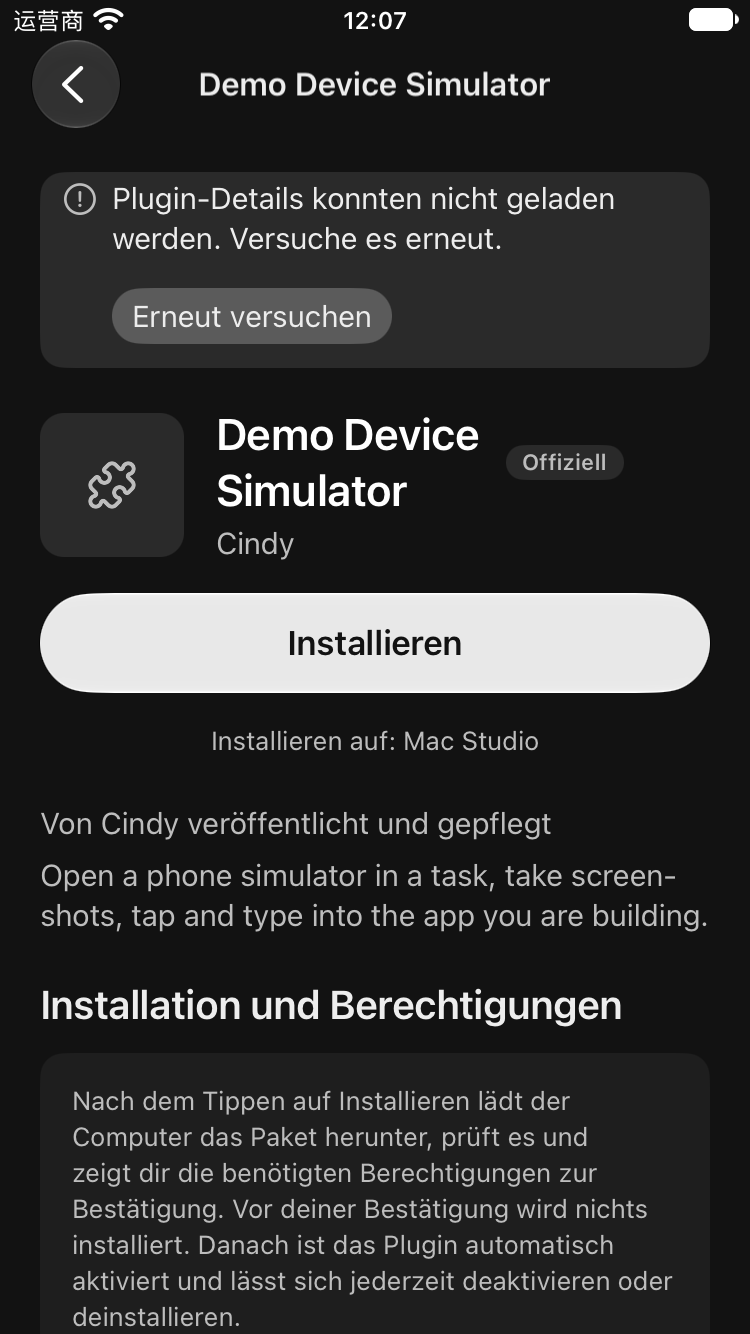 运营商
12:07
Demo Device Simulator
Plugin-Details konnten nicht geladen
werden. Versuche es erneut.
Erneut versuchen
Demo Device
Simulator
Offiziell
Cindy
Installieren
Installieren auf: Mac Studio
Von Cindy veröffentlicht und gepflegt
Open a phone simulator in a task, take screen-
shots, tap and type into the app you are building.
Installation und Berechtigungen
Nach dem Tippen auf Installieren lädt der
Computer das Paket herunter, prüft es und
zeigt dir die benötigten Berechtigungen zur
Bestätigung. Vor deiner Bestätigung wird nichts
installiert. Danach ist das Plugin automatisch
aktiviert und lässt sich jederzeit deaktivieren oder
deinstallieren.